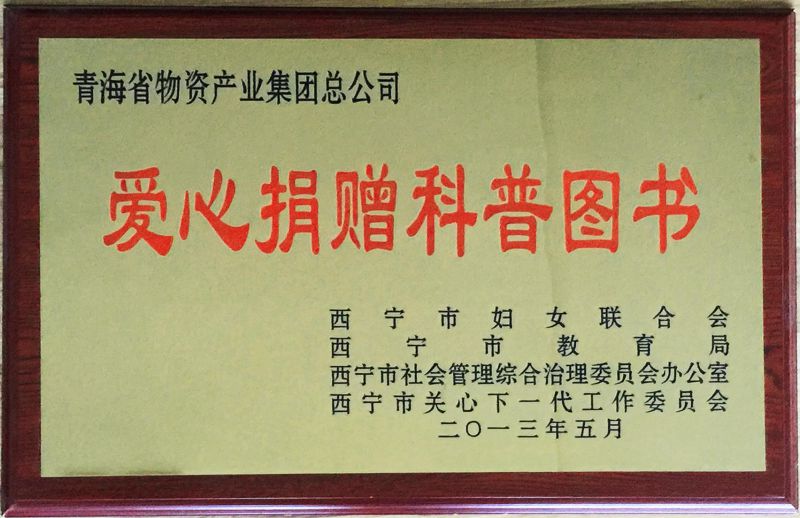 青海省物资产业集团总公司
爱心捐赠科普图书
西宁市妇女联合会
西宁市教育局
西宁市社会管理综合治理委员会办公室
西宁市关心下一代工作委员会
二〇一三年五月